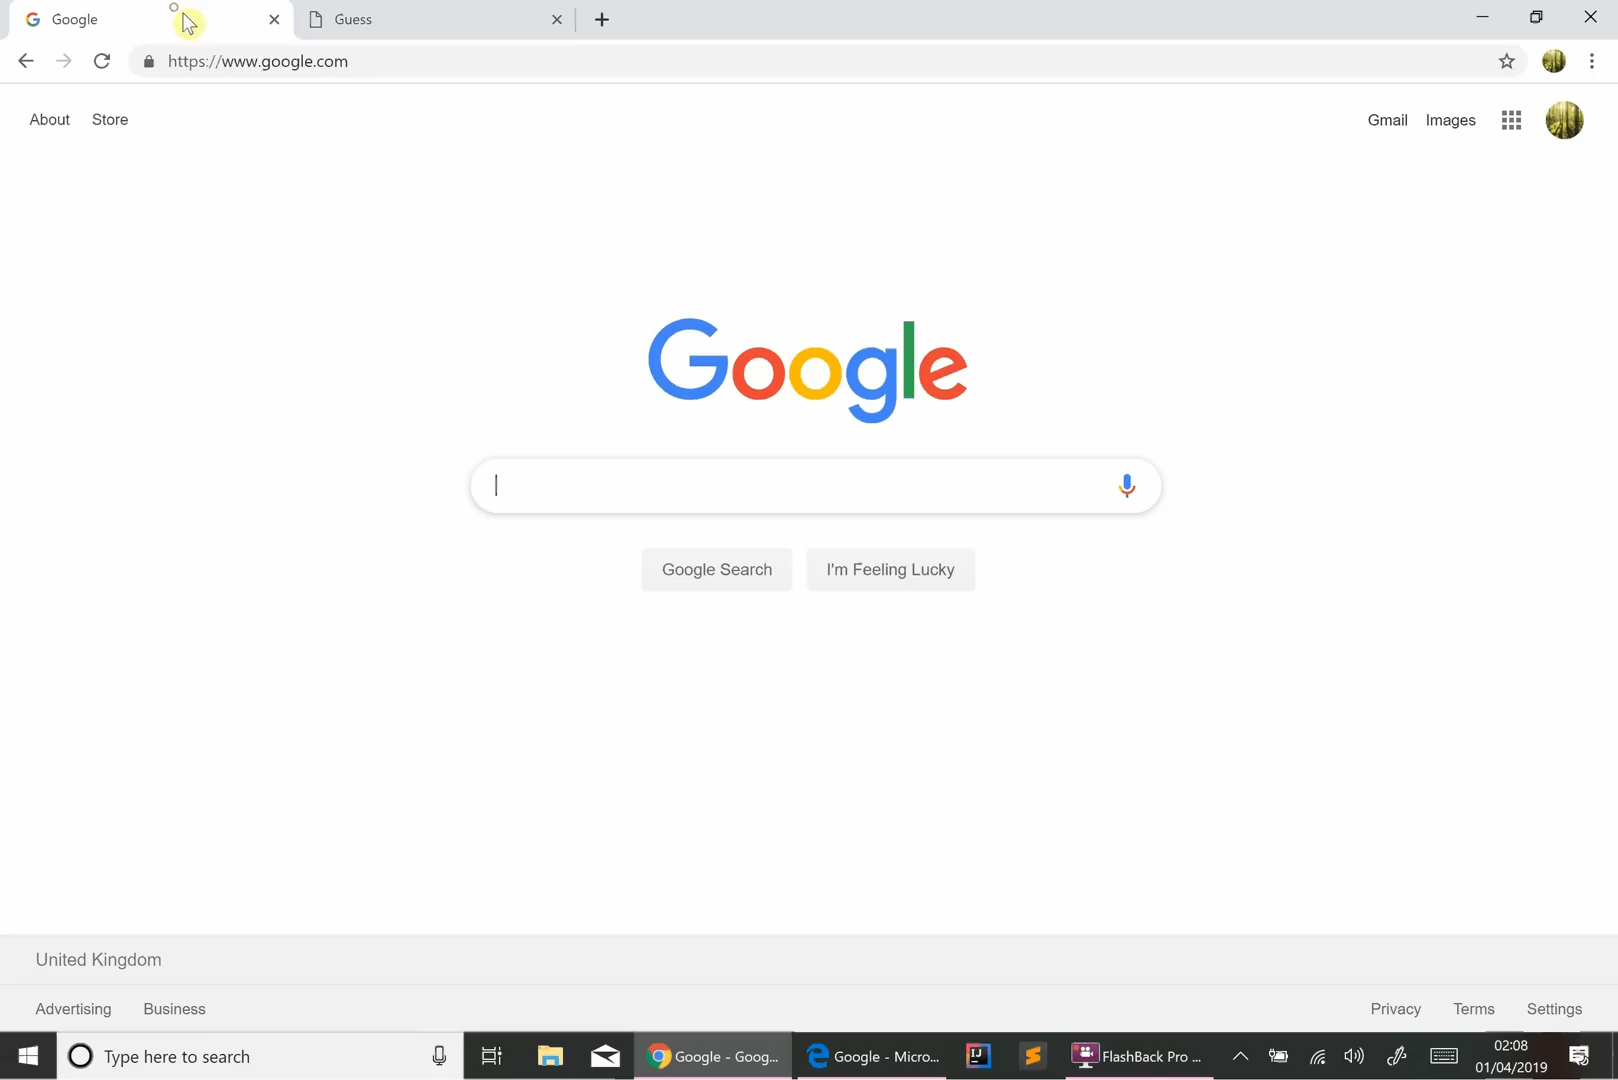 Google
Guess
https://www.google.com
About
Store
Gmail
Images
Google
Google Search
I'm Feeling Lucky
United Kingdom
Advertising
Business
Privacy
Terms
Settings
Type here to search
Google - Goog...
Google - Micro...
FlashBack Pro ...
02:08
01/04/2019